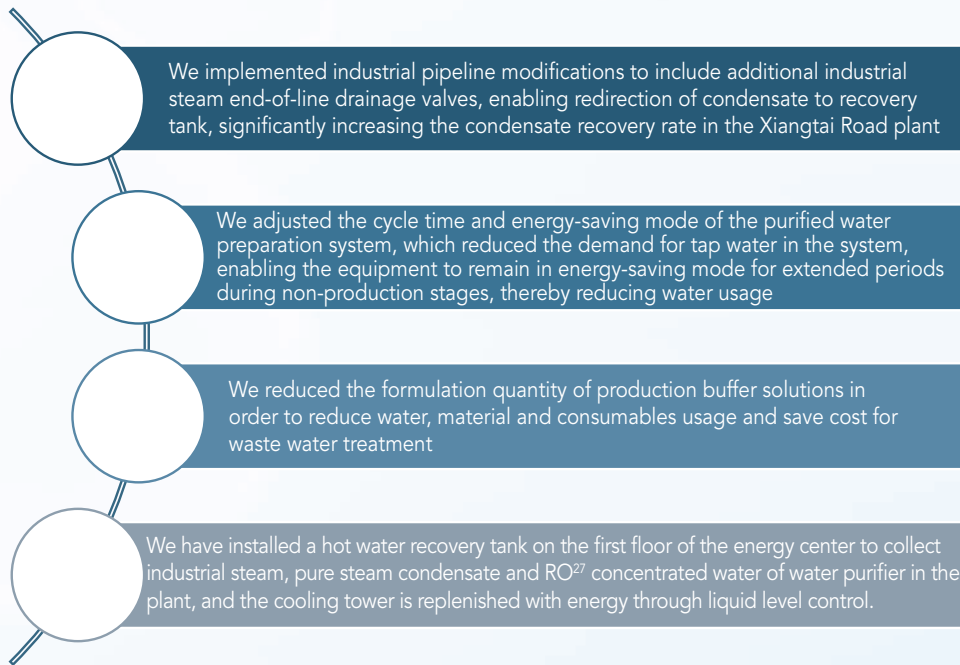 We implemented industrial pipeline modifications to include additional industrial
steam end-of-line drainage valves, enabling redirection of condensate to recovery
tank, significantly increasing the condensate recovery rate in the Xiangtai Road plant
We adjusted the cycle time and energy-saving mode of the purified water
preparation system, which reduced the demand for tap water in the system,
enabling the equipment to remain in energy-saving mode for extended periods
during non-production stages, thereby reducing water usage
We reduced the formulation quantity of production buffer solutions in
order to reduce water, material and consumables usage and save cost for
waste water treatment
We have installed a hot water recovery tank on the first floor of the energy center to collect
industrial steam, pure steam condensate and RO²⁷ concentrated water of water purifier in the
plant, and the cooling tower is replenished with energy through liquid level control.